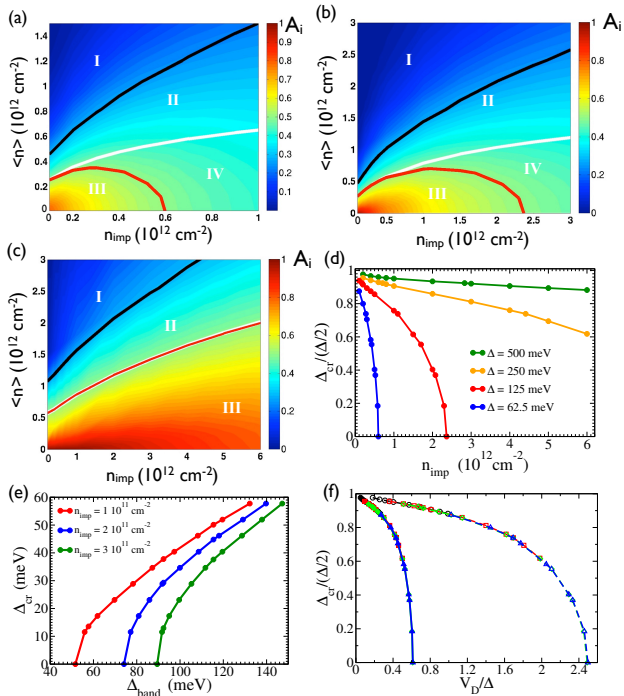 (a)
A_i
1.4
1.2
1
0.8
0.6
0.4
0.2
0
<n> (10^12 cm^-2)
I
II
III
IV
0 0.2 0.4 0.6 0.8 1
n_imp (10^12 cm^-2)
1
0.9
0.8
0.7
0.6
0.5
0.4
0.3
0.2
0.1
(b)
A_i
3
2.5
2
1.5
1
0.5
0
<n> (10^12 cm^-2)
I
II
III
IV
0 0.5 1 1.5 2 2.5 3
n_imp (10^12 cm^-2)
1
0.8
0.6
0.4
0.2
0
(c)
A_i
3
2.5
2
1.5
1
0.5
0
<n> (10^12 cm^-2)
I
II
III
0 1 2 3 4 5 6
n_imp (10^12 cm^-2)
1
0.8
0.6
0.4
0.2
0
(d)
1
0.8
0.6
0.4
0.2
0
Δ_cr/(Δ/2)
Δ = 500 meV
Δ = 250 meV
Δ = 125 meV
Δ = 62.5 meV
0 1 2 3 4 5 6
n_imp (10^12 cm^-2)
(e)
60
50
40
30
20
10
0
Δ_cr (meV)
n_imp = 1 10^11 cm^-2
n_imp = 2 10^11 cm^-2
n_imp = 3 10^11 cm^-2
40 60 80 100 120 140
Δ_band (meV)
(f)
1
0.8
0.6
0.4
0.2
0
Δ_cr/(Δ/2)
0 0.4 0.8 1.2 1.6 2 2.4
V_D/Δ